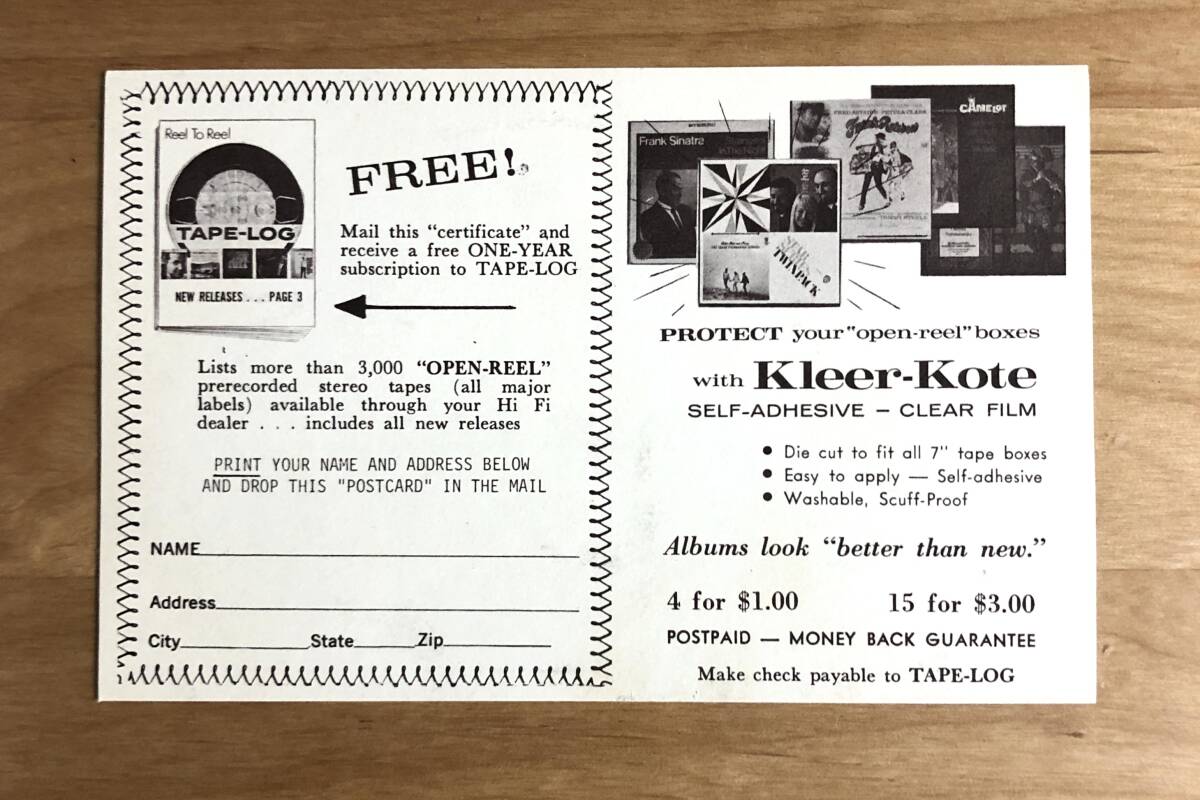 Reel To Reel
TAPE-LOG
NEW RELEASES . . . PAGE 3
FREE!
Mail this "certificate" and
receive a free ONE-YEAR
subscription to TAPE-LOG
Lists more than 3,000 "OPEN-REEL"
prerecorded stereo tapes (all major
labels) available through your Hi Fi
dealer . . . includes all new releases
PRINT YOUR NAME AND ADDRESS BELOW
AND DROP THIS "POSTCARD" IN THE MAIL
NAME
Address
City State Zip
Frank Sinatra
CAMELOT
TWIN PACK
PROTECT your "open-reel" boxes
with Kleer-Kote
SELF-ADHESIVE – CLEAR FILM
• Die cut to fit all 7" tape boxes
• Easy to apply — Self-adhesive
• Washable, Scuff-Proof
Albums look "better than new."
4 for $1.00 15 for $3.00
POSTPAID — MONEY BACK GUARANTEE
Make check payable to TAPE-LOG